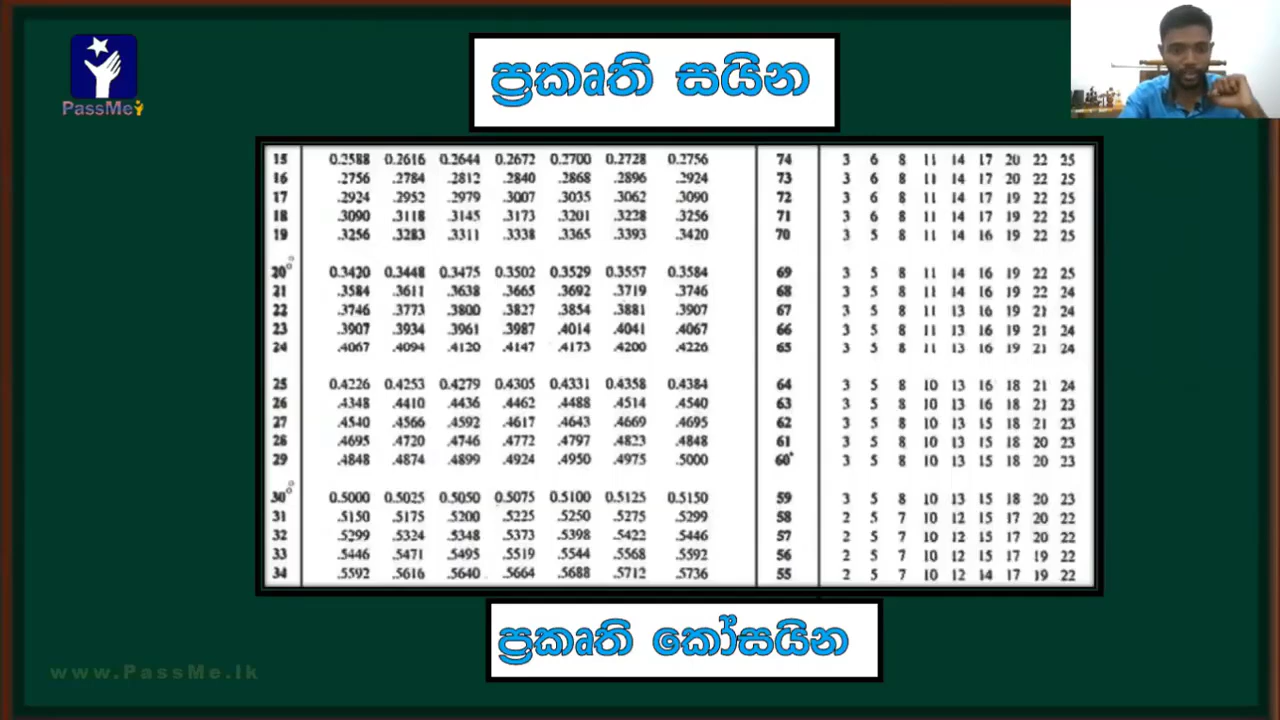 PassMe
ප්‍රකෘති සයින
15 0.2588 0.2616 0.2644 0.2672 0.2700 0.2728 0.2756 74 3 6 8 11 14 17 20 22 25
16 .2756 .2784 .2812 .2840 .2868 .2896 .2924 73 3 6 8 11 14 17 20 22 25
17 .2924 .2952 .2979 .3007 .3035 .3062 .3090 72 3 6 8 11 14 17 19 22 25
18 .3090 .3118 .3145 .3173 .3201 .3228 .3256 71 3 6 8 11 14 17 19 22 25
19 .3256 .3283 .3311 .3338 .3365 .3393 .3420 70 3 5 8 11 14 16 19 22 25
20° 0.3420 0.3448 0.3475 0.3502 0.3529 0.3557 0.3584 69 3 5 8 11 14 16 19 22 25
21 .3584 .3611 .3638 .3665 .3692 .3719 .3746 68 3 5 8 11 14 16 19 22 24
22 .3746 .3773 .3800 .3827 .3854 .3881 .3907 67 3 5 8 11 13 16 19 21 24
23 .3907 .3934 .3961 .3987 .4014 .4041 .4067 66 3 5 8 11 13 16 19 21 24
24 .4067 .4094 .4120 .4147 .4173 .4200 .4226 65 3 5 8 11 13 16 19 21 24
25 0.4226 0.4253 0.4279 0.4305 0.4331 0.4358 0.4384 64 3 5 8 10 13 16 18 21 24
26 .4348 .4410 .4436 .4462 .4488 .4514 .4540 63 3 5 8 10 13 16 18 21 23
27 .4540 .4566 .4592 .4617 .4643 .4669 .4695 62 3 5 8 10 13 15 18 21 23
28 .4695 .4720 .4746 .4772 .4797 .4823 .4848 61 3 5 8 10 13 15 18 20 23
29 .4848 .4874 .4899 .4924 .4950 .4975 .5000 60° 3 5 8 10 13 15 18 20 23
30° 0.5000 0.5025 0.5050 0.5075 0.5100 0.5125 0.5150 59 3 5 8 10 13 15 18 20 23
31 .5150 .5175 .5200 .5225 .5250 .5275 .5299 58 2 5 7 10 12 15 17 20 22
32 .5299 .5324 .5348 .5373 .5398 .5422 .5446 57 2 5 7 10 12 15 17 20 22
33 .5446 .5471 .5495 .5519 .5544 .5568 .5592 56 2 5 7 10 12 15 17 19 22
34 .5592 .5616 .5640 .5664 .5688 .5712 .5736 55 2 5 7 10 12 14 17 19 22
ප්‍රකෘති කෝසයින
www.PassMe.lk